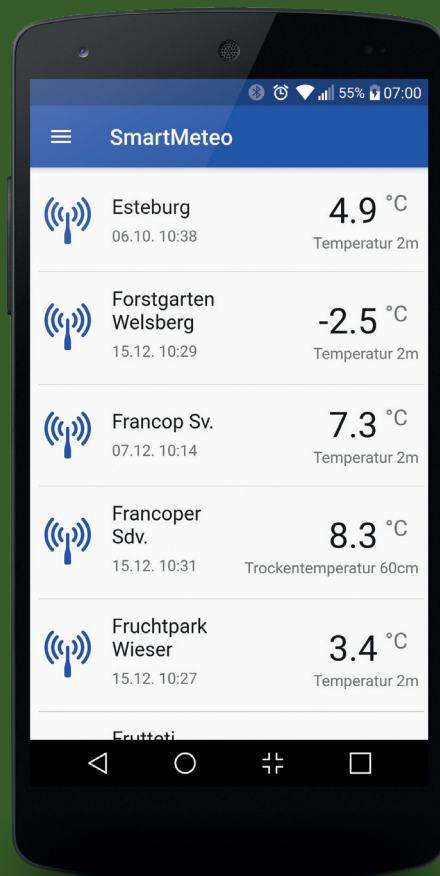 55% 07:00
SmartMeteo
Esteburg
4.9 °C
06.10. 10:38
Temperatur 2m
Forstgarten
Welsberg
-2.5 °C
15.12. 10:29
Temperatur 2m
Francop Sv.
7.3 °C
07.12. 10:14
Temperatur 2m
Francoper
Sdv.
8.3 °C
15.12. 10:31
Trockentemperatur 60cm
Fruchtpark
Wieser
3.4 °C
15.12. 10:27
Temperatur 2m
Frutteti